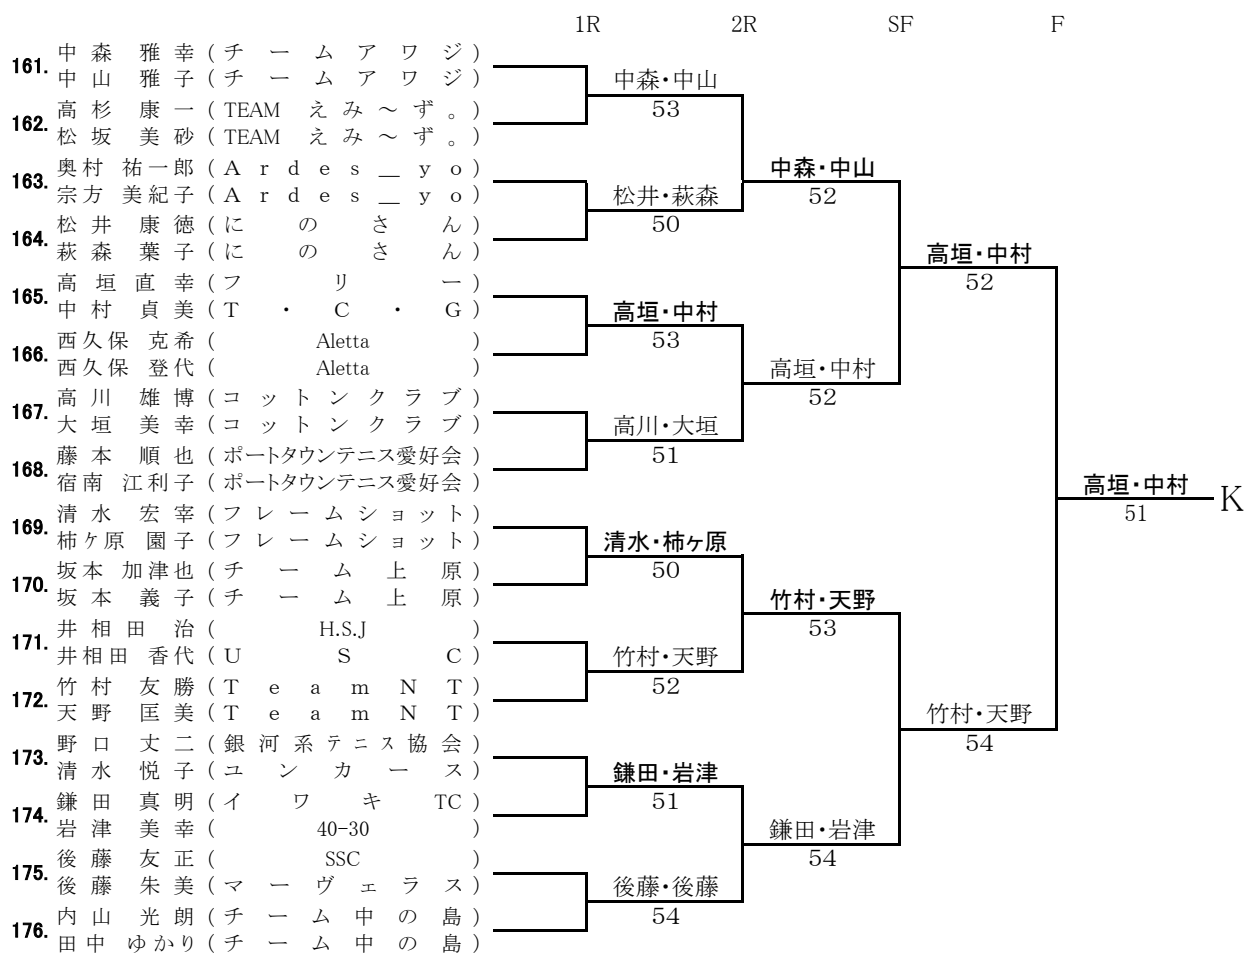 1R 2R SF F
161. 中森 雅幸 (チームアワジ)
中山 雅子 (チームアワジ)
中森・中山
53
162. 高杉 康一 (TEAM えみ～ず。)
松坂 美砂 (TEAM えみ～ず。)
中森・中山
52
163. 奥村 祐一郎 (Ardes_yo)
宗方 美紀子 (Ardes_yo)
松井・萩森
50
164. 松井 康徳 (にのさん)
萩森 葉子 (にのさん)
高垣・中村
52
165. 高垣直幸 (フリー)
中村 貞美 (T・C・G)
高垣・中村
53
166. 西久保 克希 (Aletta)
西久保 登代 (Aletta)
高垣・中村
52
167. 高川 雄博 (コットンクラブ)
大垣 美幸 (コットンクラブ)
高川・大垣
51
168. 藤本 順也 (ポートタウンテニス愛好会)
宿南 江利子 (ポートタウンテニス愛好会)
高垣・中村
51
K
169. 清水 宏幸 (フレームショット)
柿ケ原 園子 (フレームショット)
清水・柿ヶ原
50
170. 坂本 加津也 (チーム上原)
坂本 義子 (チーム上原)
竹村・天野
53
171. 井相田 治 (H.S.J)
井相田 香代 (USC)
竹村・天野
52
172. 竹村 友勝 (TeamNT)
天野 匡美 (TeamNT)
竹村・天野
54
173. 野口 丈二 (銀河系テニス協会)
清水 悦子 (ユンカース)
鎌田・岩津
51
174. 鎌田 真明 (イワキTC)
岩津 美幸 (40-30)
鎌田・岩津
54
175. 後藤 友正 (SSC)
後藤 朱美 (マーヴェラス)
後藤・後藤
54
176. 内山 光朗 (チーム中の島)
田中 ゆかり (チーム中の島)